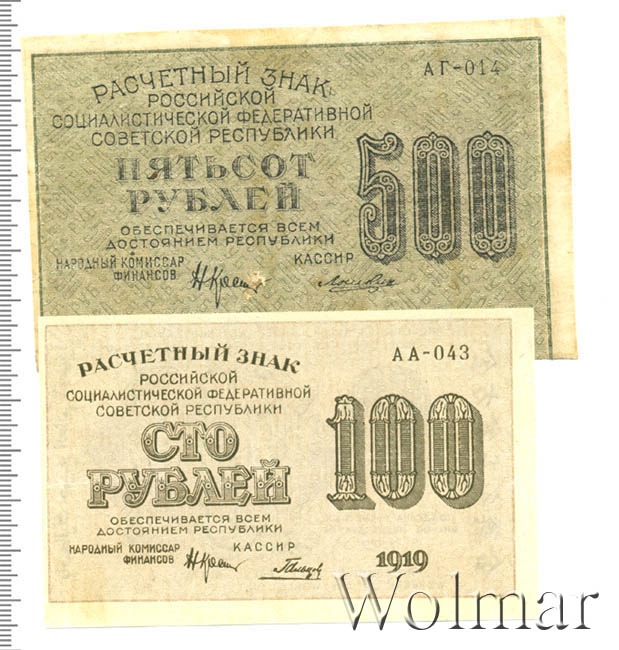 РАСЧЕТНЫЙ ЗНАК
АГ-014
РОССИЙСКОЙ
СОЦИАЛИСТИЧЕСКОЙ ФЕДЕРАТИВНОЙ
СОВЕТСКОЙ РЕСПУБЛИКИ
ПЯТЬСОТ
РУБЛЕЙ
500
ОБЕСПЕЧИВАЕТСЯ ВСЕМ
ДОСТОЯНИЕМ РЕСПУБЛИКИ
НАРОДНЫЙ КОМИССАР
ФИНАНСОВ
КАССИР
РАСЧЕТНЫЙ ЗНАК
АА-043
РОССИЙСКОЙ
СОЦИАЛИСТИЧЕСКОЙ ФЕДЕРАТИВНОЙ
СОВЕТСКОЙ РЕСПУБЛИКИ
СТО
РУБЛЕЙ
100
ОБЕСПЕЧИВАЕТСЯ ВСЕМ
ДОСТОЯНИЕМ РЕСПУБЛИКИ
НАРОДНЫЙ КОМИССАР
ФИНАНСОВ
КАССИР
1919
Wolmar